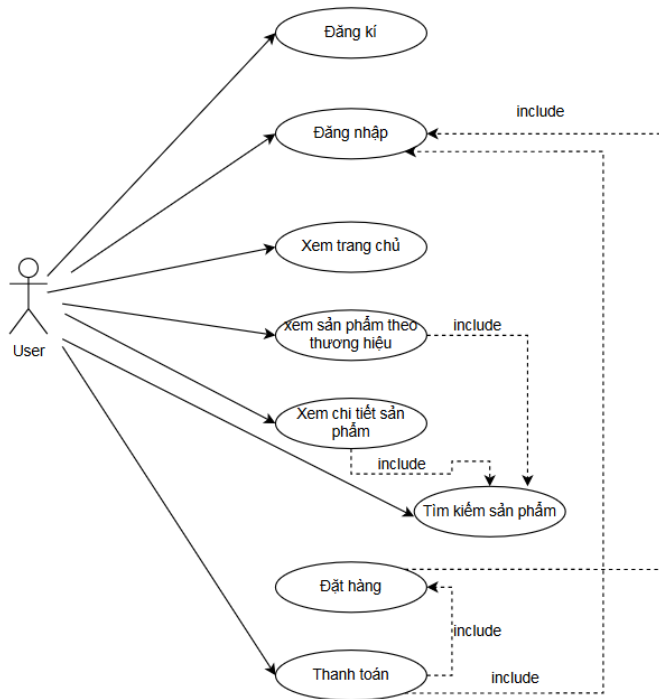 Đăng kí
include
Đăng nhập
Xem trang chủ
User
xem sản phẩm theo
thương hiệu
include
Xem chi tiết sản
phẩm
include
Tìm kiếm sản phẩm
Đặt hàng
include
Thanh toán
include